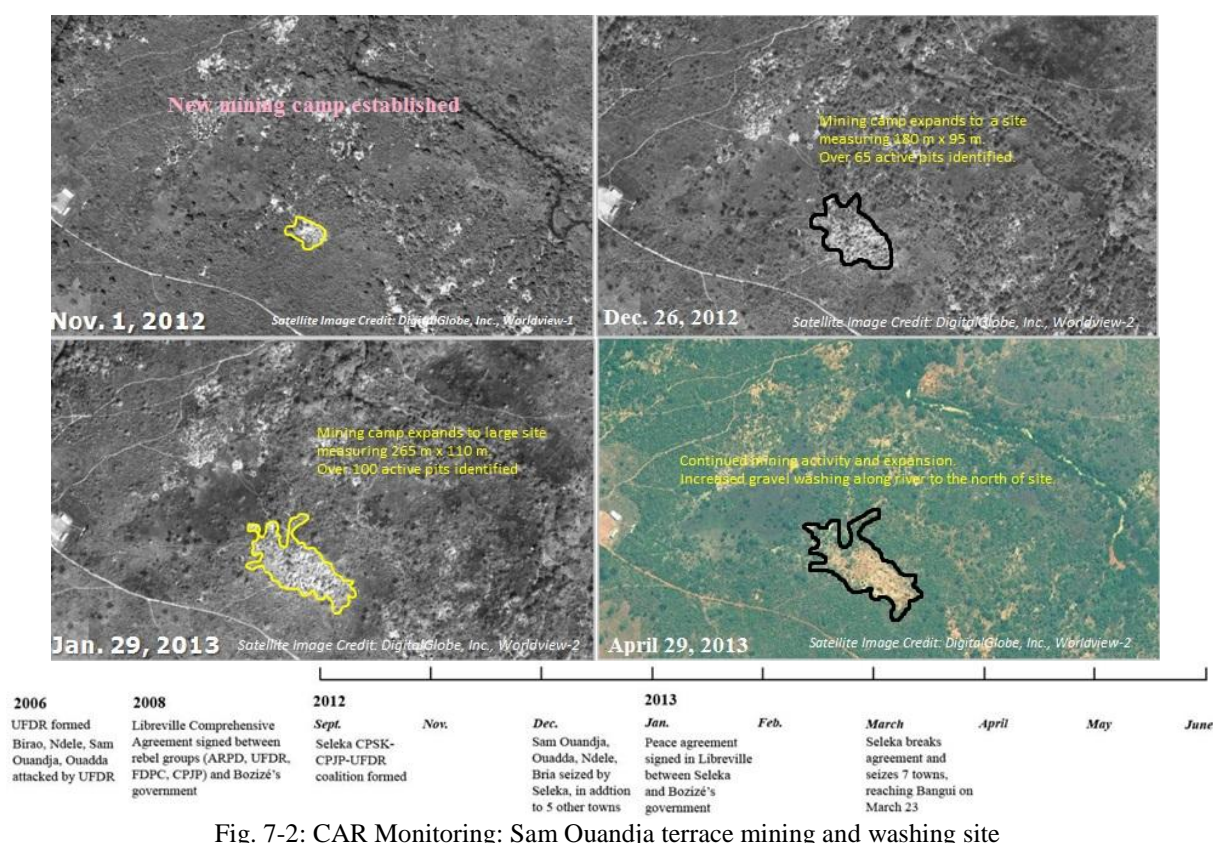 New mining camp established
Nov. 1, 2012
Satellite Image Credit: DigitalGlobe, Inc., Worldview-1
Mining camp expands to a site
measuring 180 m x 95 m.
Over 65 active pits identified.
Dec. 26, 2012
Satellite Image Credit: DigitalGlobe, Inc., Worldview-2
Mining camp expands to large site
measuring 265 m x 110 m.
Over 100 active pits identified
Jan. 29, 2013
Satellite Image Credit: DigitalGlobe, Inc., Worldview-2
Continued mining activity and expansion.
Increased gravel washing along river to the north of site.
April 29, 2013
Satellite Image Credit: DigitalGlobe, Inc., Worldview-2
2006
UFDR formed
Birao, Ndele, Sam
Ouandja, Ouadda
attacked by UFDR
2008
Libreville Comprehensive
Agreement signed between
rebel groups (ARPD, UFDR,
FDPC, CPJP) and Bozizé's
government
2012
Sept.
Seleka CPSK-
CPJP-UFDR
coalition formed
Nov.
Dec.
Sam Ouandja,
Ouadda, Ndele,
Bria seized by
Seleka, in addtion
to 5 other towns
2013
Jan.
Peace agreement
signed in Libreville
between Seleka
and Bozizé's
government
Feb.
March
Seleka breaks
agreement and
seizes 7 towns,
reaching Bangui on
March 23
April
May
June
Fig. 7-2: CAR Monitoring: Sam Ouandja terrace mining and washing site